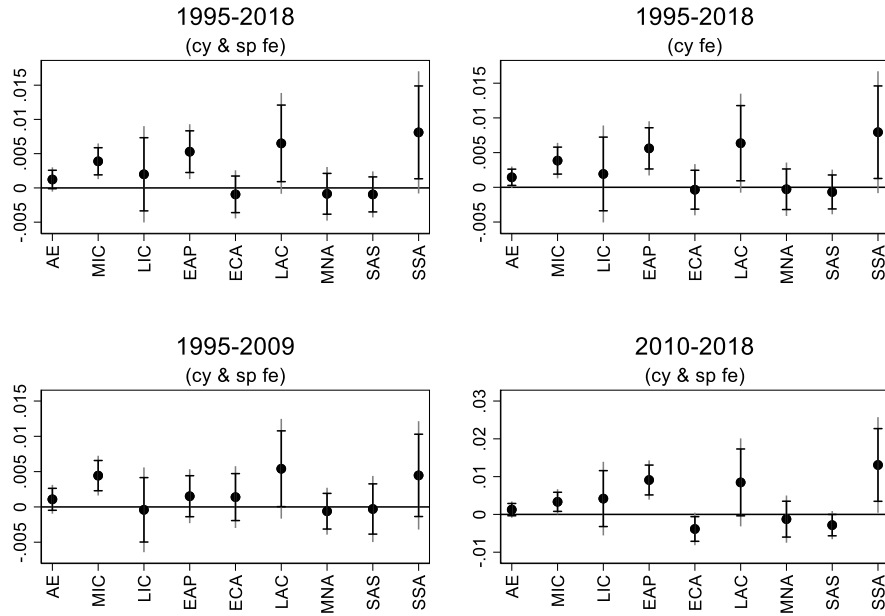 1995-2018
(cy & sp fe)
.015
.01
.005
0
-.005
AE
MIC
LIC
EAP
ECA
LAC
MNA
SAS
SSA
1995-2018
(cy fe)
.015
.01
.005
0
-.005
AE
MIC
LIC
EAP
ECA
LAC
MNA
SAS
SSA
1995-2009
(cy & sp fe)
.015
.01
.005
0
-.005
AE
MIC
LIC
EAP
ECA
LAC
MNA
SAS
SSA
2010-2018
(cy & sp fe)
.03
.02
.01
0
-.01
AE
MIC
LIC
EAP
ECA
LAC
MNA
SAS
SSA